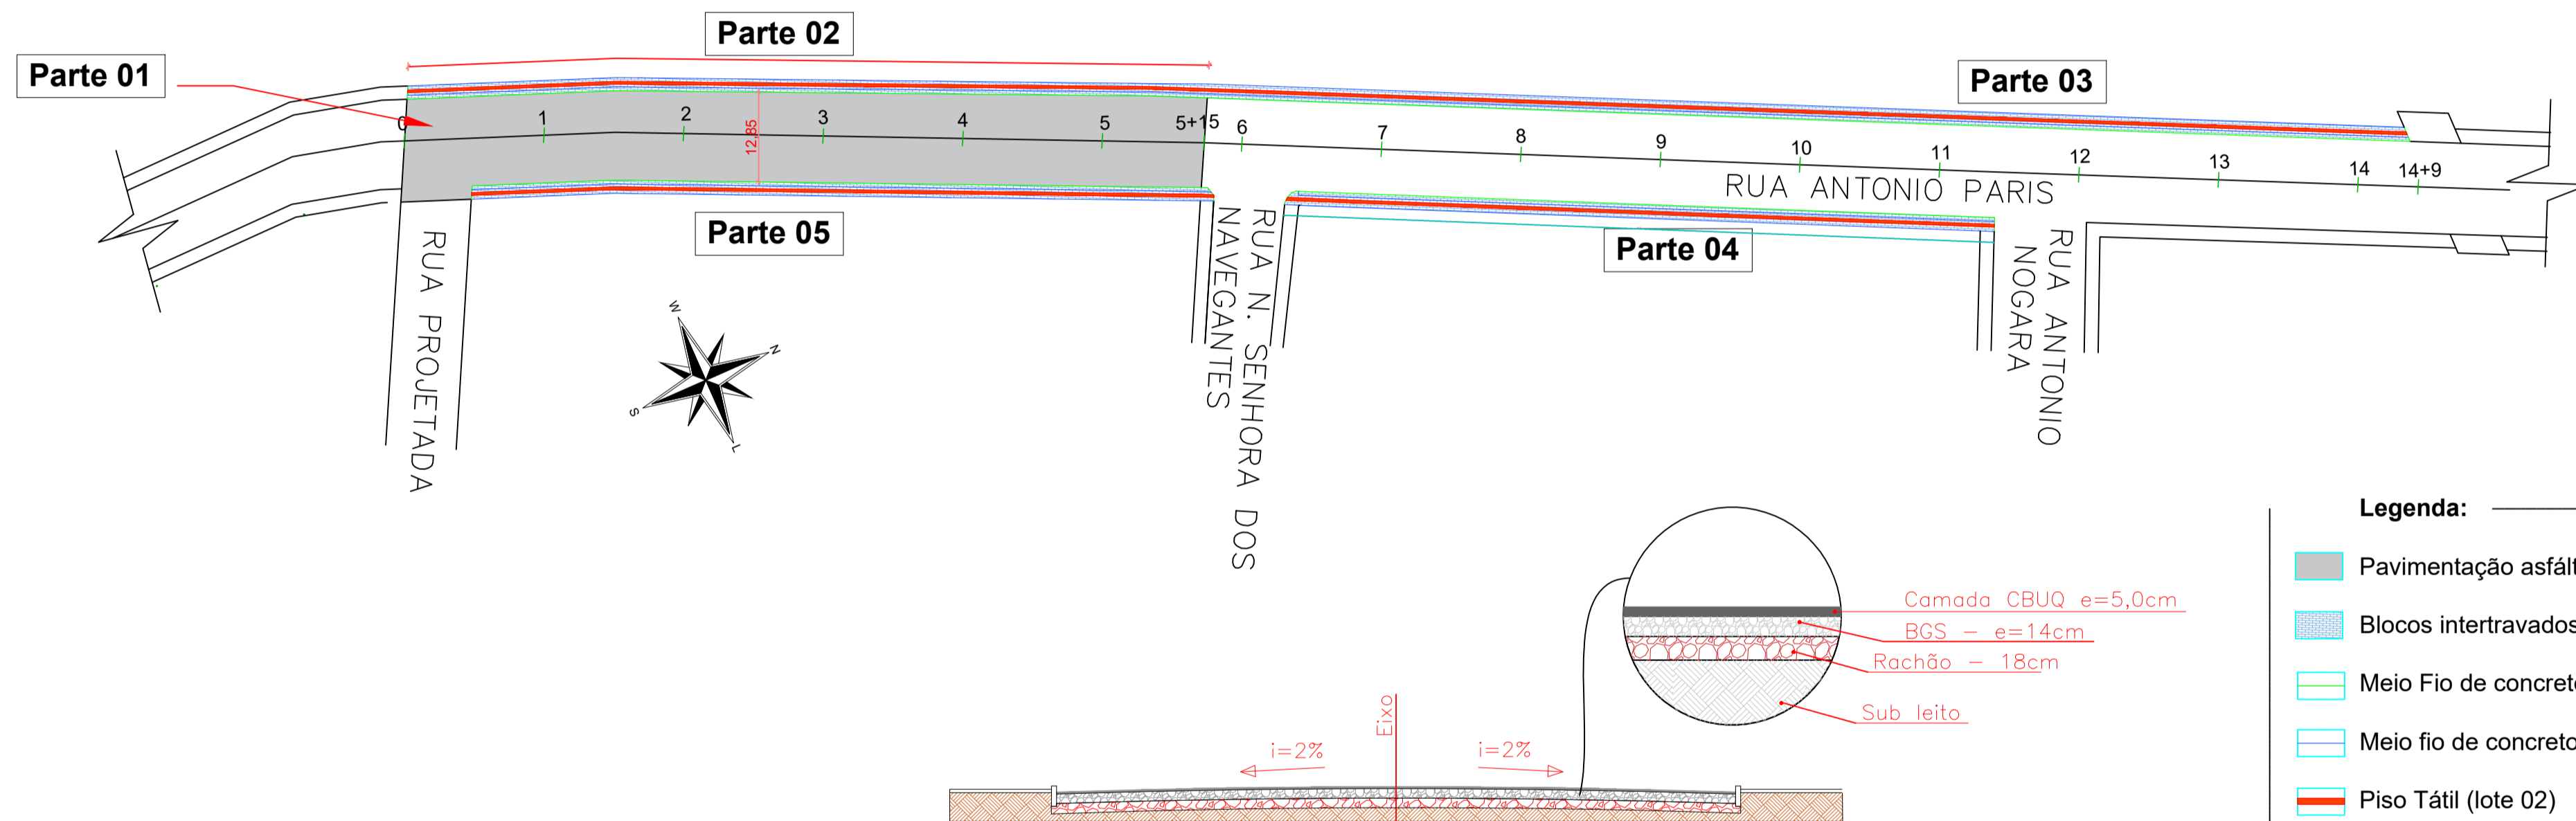 Parte 02
Parte 01
Parte 03
0
1
2
3
4
5
5+15
6
7
8
9
10
11
12
13
14
14+9
12,85
RUA ANTONIO PARIS
Parte 05
Parte 04
RUA PROJETADA
RUA N. SENHORA DOS
NAVEGANTES
RUA ANTONIO
NOGARA
W
N
S
L
Camada CBUQ e=5,0cm
BGS - e=14cm
Rachão - 18cm
Sub leito
Eixo
i=2%
i=2%
Legenda:
Pavimentação asfált
Blocos intertravados
Meio Fio de concreto
Meio fio de concreto
Piso Tátil (lote 02)